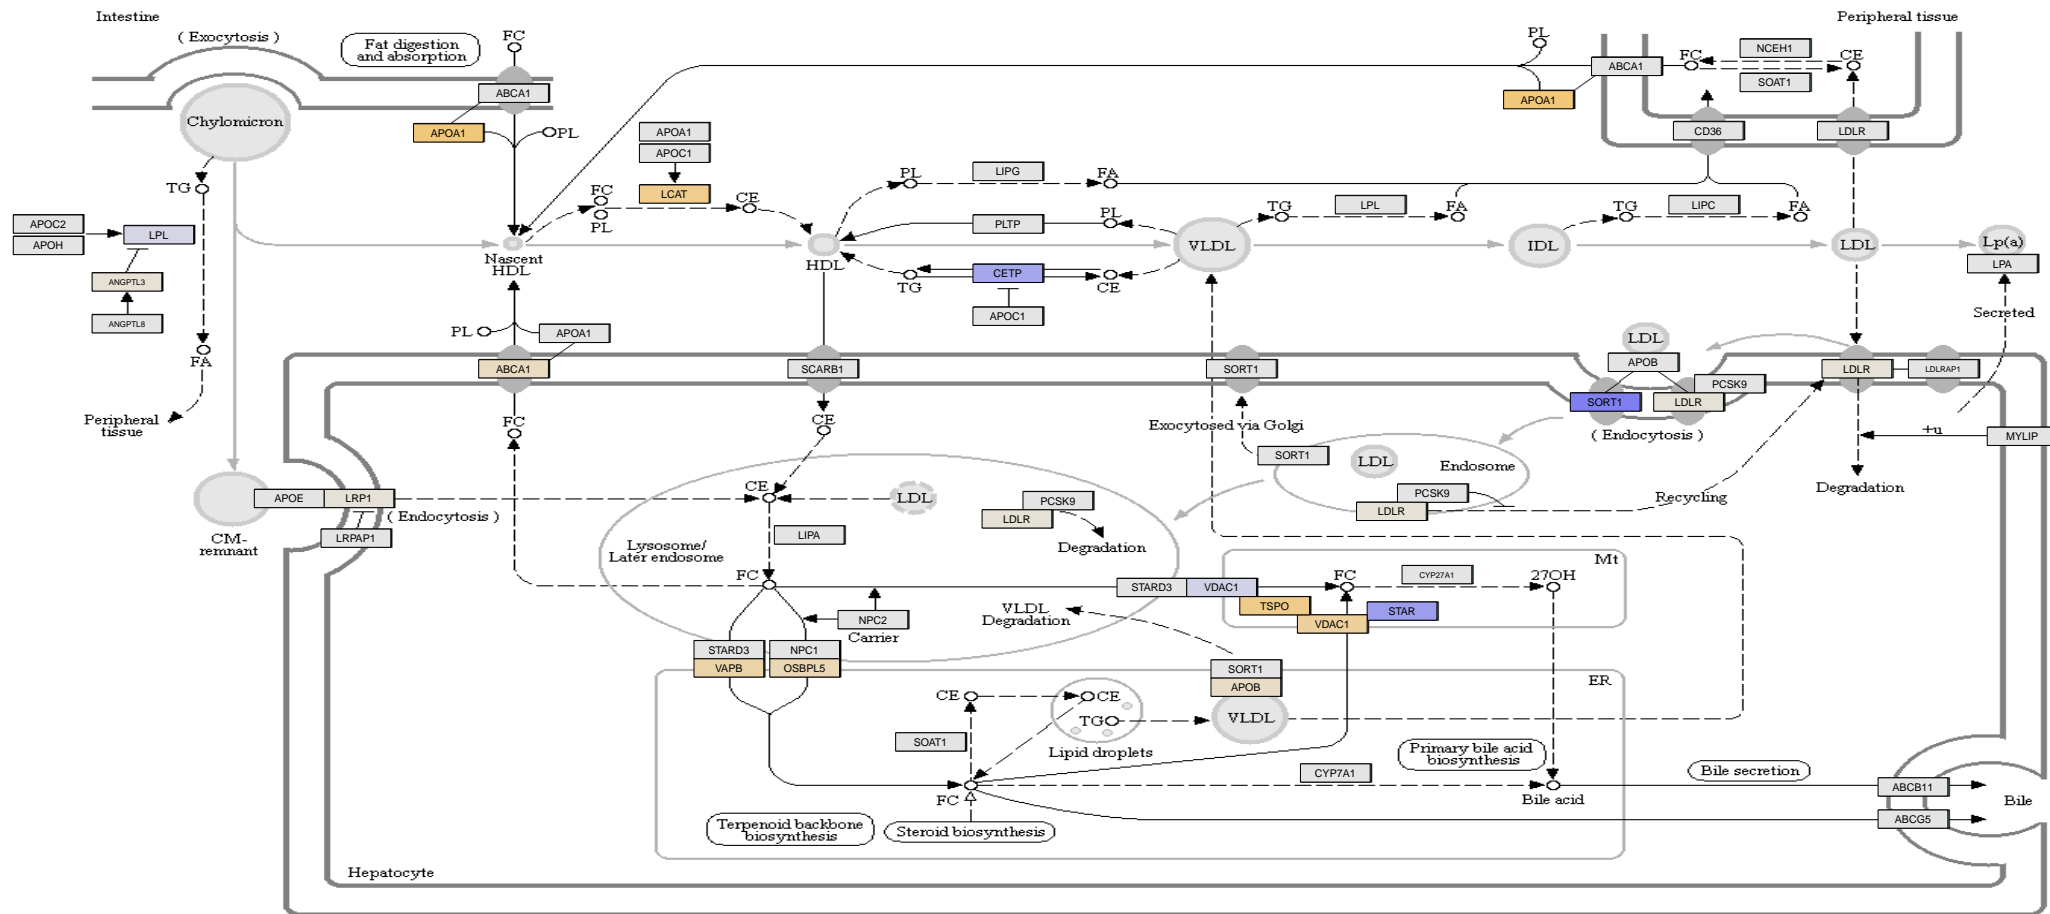 Intestine
Peripheral tissue
( Exocytosis )
Fat digestion
and absorption
FC
PL
ABCA1
FC
NCEH1
CE
SOAT1
ABCA1
APOA1
Chylomicron
APOA1
PL
APOA1
APOC1
CD36
LDLR
TG
FC
LCAT
CE
PL
PL
LIPG
FA
APOC2
APOH
LPL
PLTP
PL
TG
LPL
FA
TG
LIPC
FA
Nascent
HDL
HDL
VLDL
IDL
LDL
Lp(a)
LPA
ANGPTL3
TG
CETP
CE
ANGPTL8
APOC1
Secreted
PL
APOA1
FA
LDL
ABCA1
SCARB1
SORT1
APOB
LDLR
LDLRAP1
PCSK9
SORT1
LDLR
Peripheral
tissue
FC
CE
Exocytosed via Golgi
( Endocytosis )
+u
MYLIP
SORT1
LDL
Endosome
APOE
LRP1
CE
LDL
PCSK9
LDLR
PCSK9
LDLR
Recycling
Degradation
( Endocytosis )
CM-
remnant
LRPAP1
LIPA
Degradation
Lysosome/
Later endosome
Mt
FC
STARD3
VDAC1
FC
CYP27A1
27OH
TSPO
STAR
VDAC1
NPC2
Carrier
VLDL
Degradation
STARD3
VAPB
NPC1
OSBPL5
SORT1
APOB
ER
CE
CE
TG
VLDL
SOAT1
Lipid droplets
Primary bile acid
biosynthesis
CYP7A1
Bile secretion
FC
Bile acid
ABCB11
Bile
ABCG5
Terpenoid backbone
biosynthesis
Steroid biosynthesis
Hepatocyte